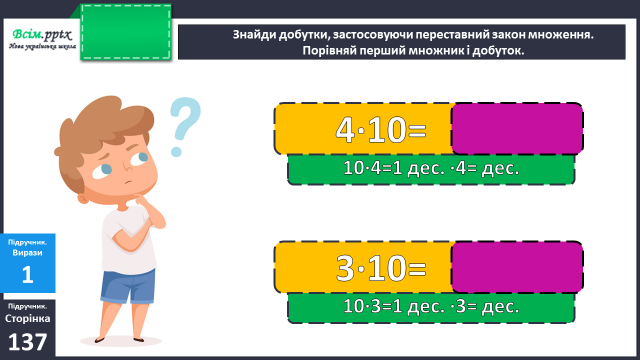 Всім.pptx
Нова українська школа
Знайди добутки, застосовуючи переставний закон множення.
Порівняй перший множник і добуток.
4·10=
10·4=1 дес. ·4= дес.
3·10=
10·3=1 дес. ·3= дес.
Підручник.
Вирази
1
Підручник.
Сторінка
137
?